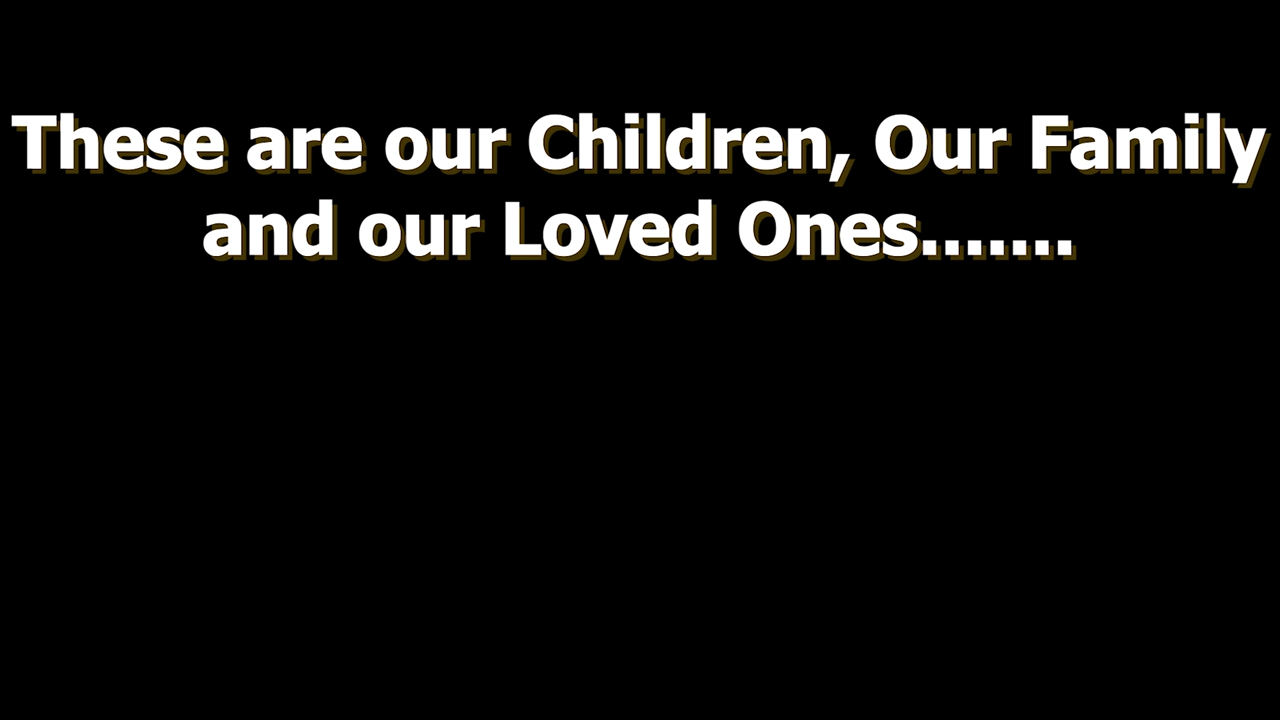 These are our Children, Our Family
and our Loved Ones.......